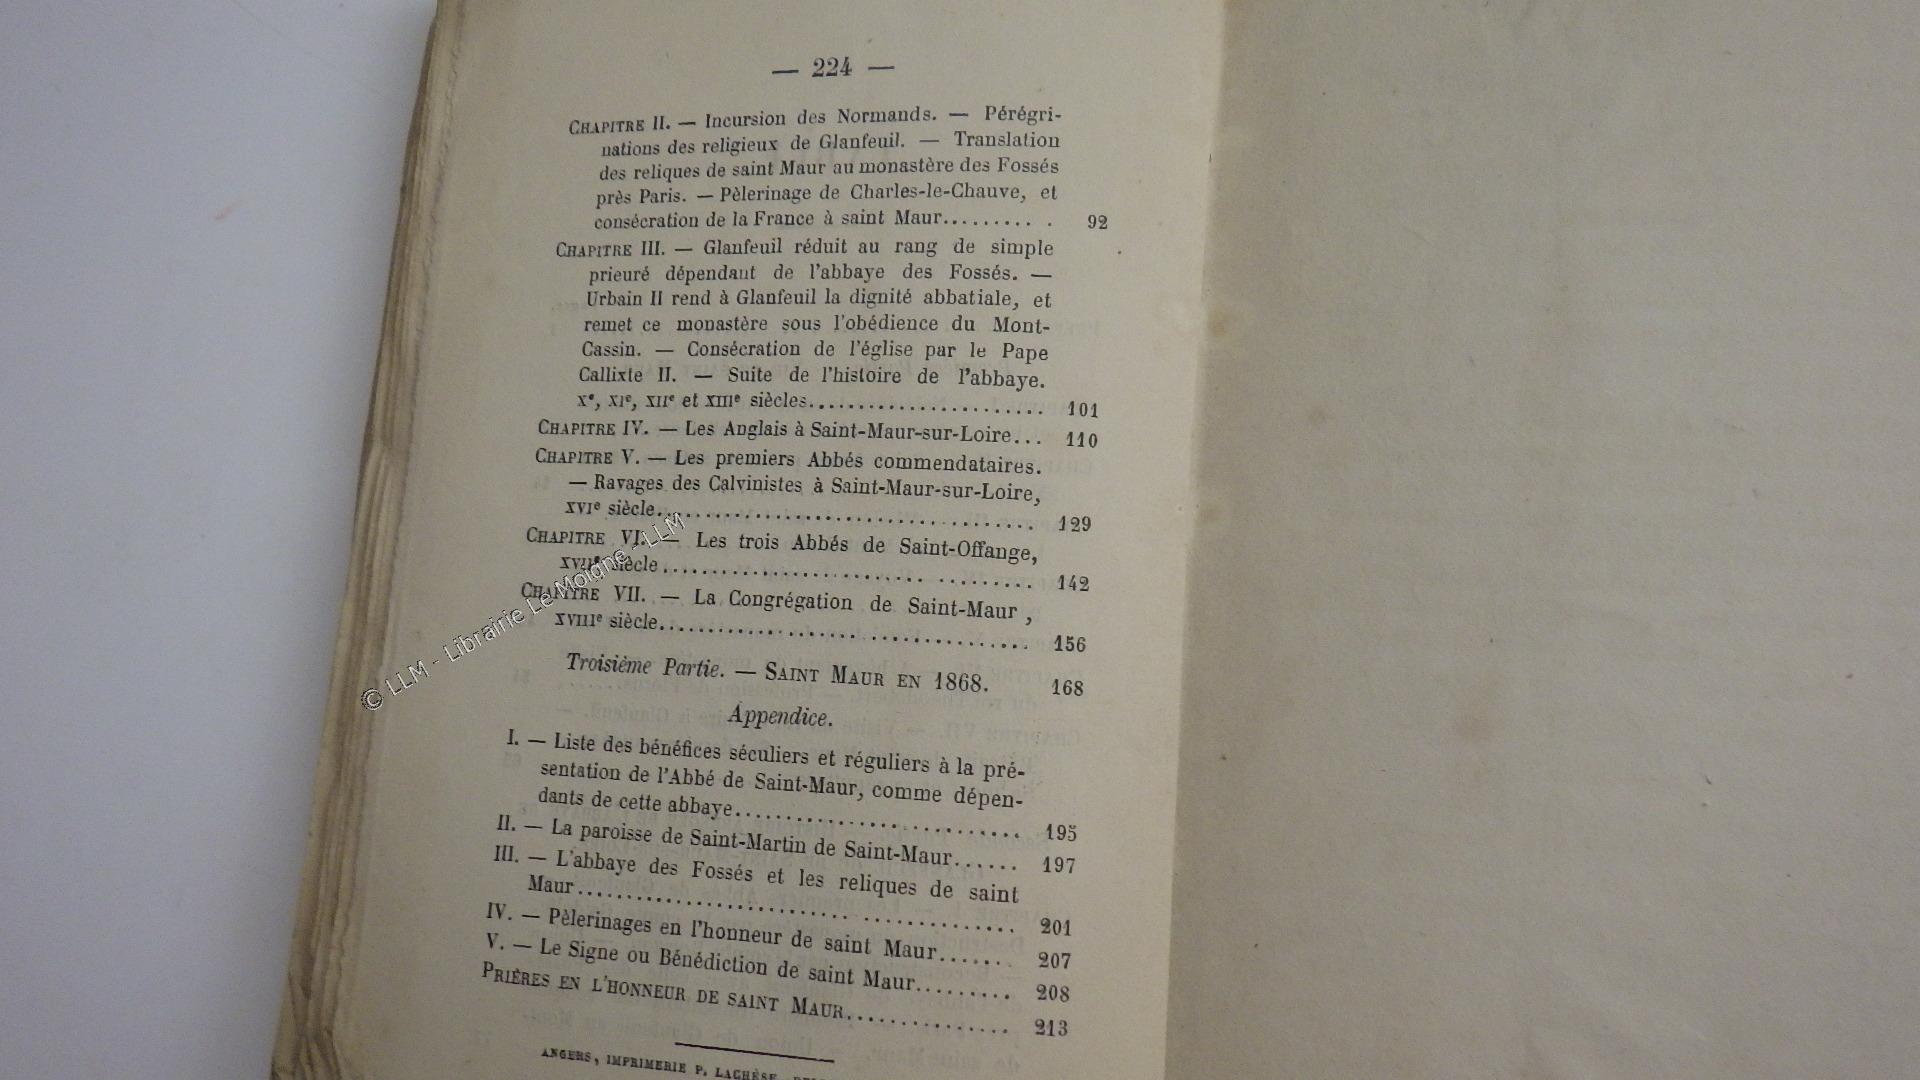 — 224 —
CHAPITRE II. — Incursion des Normands. — Pérégri-
nations des religieux de Glanfeuil. — Translation
des reliques de saint Maur au monastère des Fossés
près Paris. — Pèlerinage de Charles-le-Chauve, et
consécration de la France à saint Maur......... . 92
CHAPITRE III. — Glanfeuil réduit au rang de simple
prieuré dépendant de l'abbaye des Fossés. —
Urbain II rend à Glanfeuil la dignité abbatiale, et
remet ce monastère sous l'obédience du Mont-
Cassin. — Consécration de l'église par le Pape
Callixte II. — Suite de l'histoire de l'abbaye.
Xe, XIe, XIIe et XIIIe siècles........................ 101
CHAPITRE IV. — Les Anglais à Saint-Maur-sur-Loire... 110
CHAPITRE V. — Les premiers Abbés commendataires.
— Ravages des Calvinistes à Saint-Maur-sur-Loire,
XVIe siècle...................................... 129
CHAPITRE VI. — Les trois Abbés de Saint-Offange,
XVIIe siècle...................................... 142
CHAPITRE VII. — La Congrégation de Saint-Maur ,
XVIIIe siècle..................................... 156
Troisième Partie. — SAINT MAUR EN 1868. 168
Appendice.
I. — Liste des bénéfices séculiers et réguliers à la pré-
sentation de l'Abbé de Saint-Maur, comme dépen-
dants de cette abbaye............................ 195
II. — La paroisse de Saint-Martin de Saint-Maur...... 197
III. — L'abbaye des Fossés et les reliques de saint
Maur............................................ 201
IV. — Pèlerinages en l'honneur de saint Maur....... 207
V. — Le Signe ou Bénédiction de saint Maur......... 208
PRIÈRES EN L'HONNEUR DE SAINT MAUR............... 213
ANGERS, IMPRIMERIE P. LACHÈSE
© LLM - Librairie Le Moigne - LLM